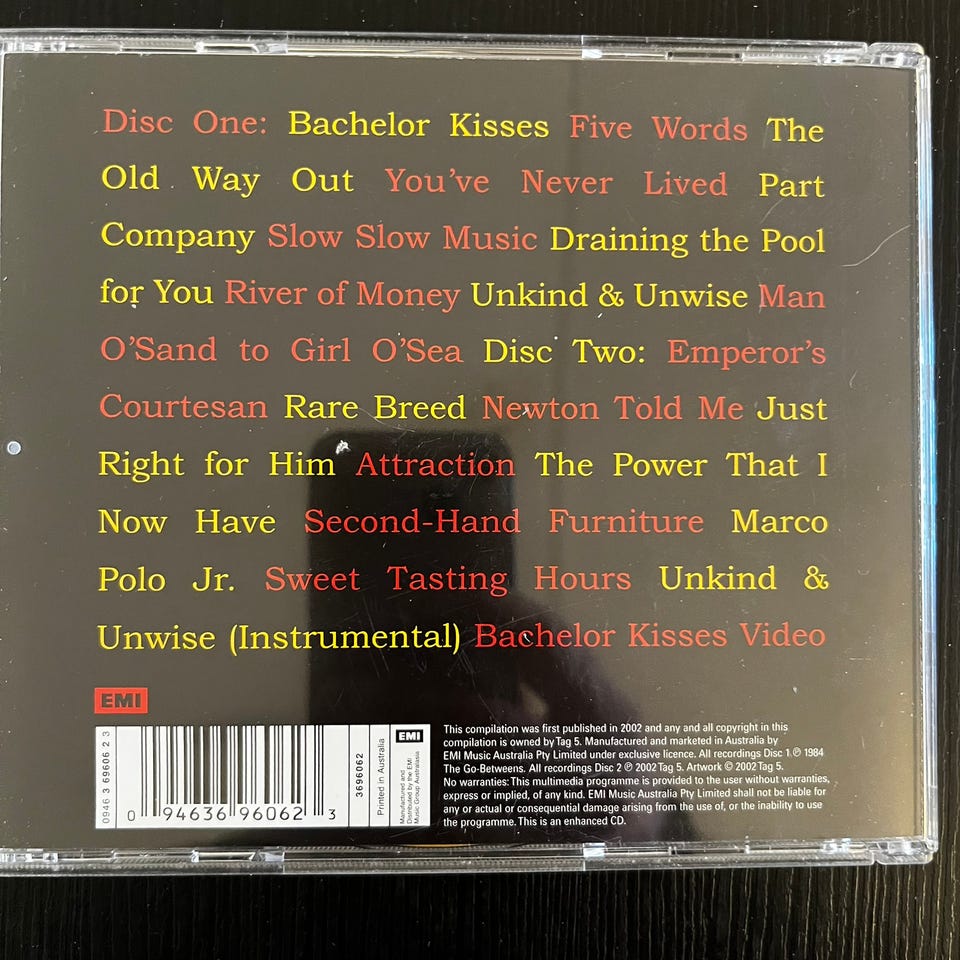 Disc One: Bachelor Kisses Five Words The
Old Way Out You've Never Lived Part
Company Slow Slow Music Draining the Pool
for You River of Money Unkind & Unwise Man
O'Sand to Girl O'Sea Disc Two: Emperor's
Courtesan Rare Breed Newton Told Me Just
Right for Him Attraction The Power That I
Now Have Second-Hand Furniture Marco
Polo Jr. Sweet Tasting Hours Unkind &
Unwise (Instrumental) Bachelor Kisses Video
EMI
0946 3 69606 2 3
0 94636 96062 3
3696062
Printed in Australia
EMI
Manufactured and
Distributed by the EMI
Music Group Australasia
This compilation was first published in 2002 and any and all copyright in this
compilation is owned by Tag 5. Manufactured and marketed in Australia by
EMI Music Australia Pty Limited under exclusive licence. All recordings Disc 1 ℗ 1984
The Go-Betweens. All recordings Disc 2 ℗ 2002 Tag 5. Artwork © 2002 Tag 5.
No warranties: This multimedia programme is provided to the user without warranties,
express or implied, of any kind. EMI Music Australia Pty Limited shall not be liable for
any or actual or consequential damage arising from the use of, or the inability to use
the programme. This is an enhanced CD.